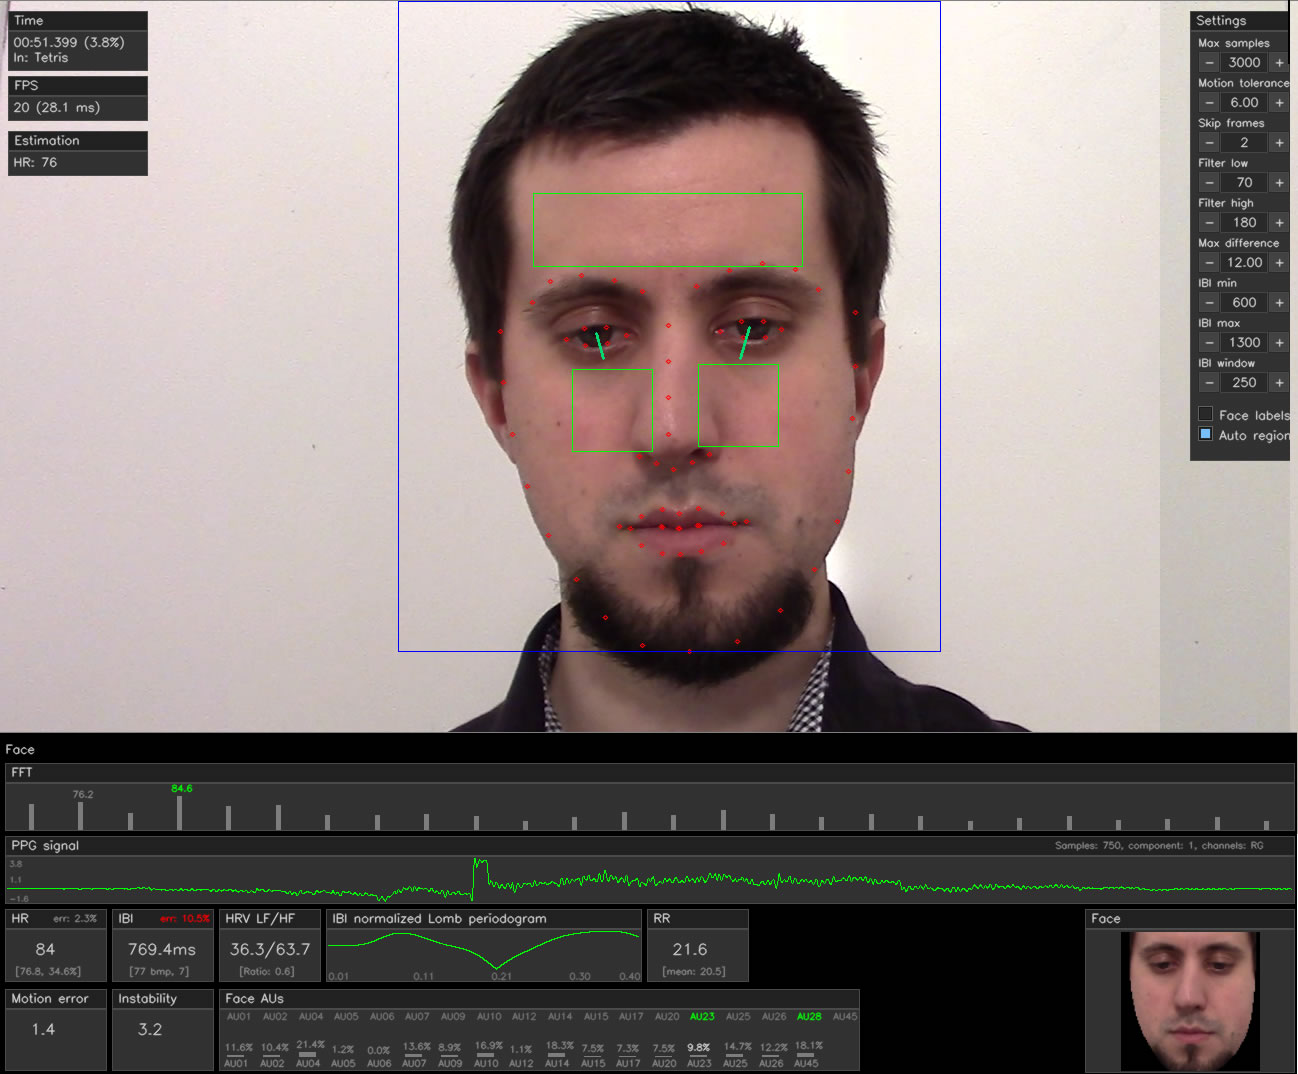 Time
00:51.399 (3.8%)
In: Tetris
FPS
20 (28.1 ms)
Estimation
HR: 76
Settings
Max samples
− 3000 +
Motion tolerance
− 6.00 +
Skip frames
− 2 +
Filter low
− 70 +
Filter high
− 180 +
Max difference
− 12.00 +
IBI min
− 600 +
IBI max
− 1300 +
IBI window
− 250 +
Face labels
Auto region
Face
FFT
76.2 84.6
PPG signal Samples: 750, component: 1, channels: RG
3.8
1.1
−1.6
HR err: 2.3%
84
[76.8, 34.6%]
IBI err: 10.5%
769.4ms
[77 bmp, 7]
HRV LF/HF
36.3/63.7
[Ratio: 0.6]
IBI normalized Lomb periodogram
0.01 0.11 0.21 0.30 0.40
RR
21.6
[mean: 20.5]
Face
Motion error
1.4
Instability
3.2
Face AUs
AU01 AU02 AU04 AU05 AU06 AU07 AU09 AU10 AU12 AU14 AU15 AU17 AU20 AU23 AU25 AU26 AU28 AU45
11.6% 10.4% 21.4% 1.2% 0.0% 13.6% 8.9% 16.9% 1.1% 18.3% 7.5% 7.3% 7.5% 9.8% 14.7% 12.2% 18.1%
AU01 AU02 AU04 AU05 AU06 AU07 AU09 AU10 AU12 AU14 AU15 AU17 AU20 AU23 AU25 AU26 AU45